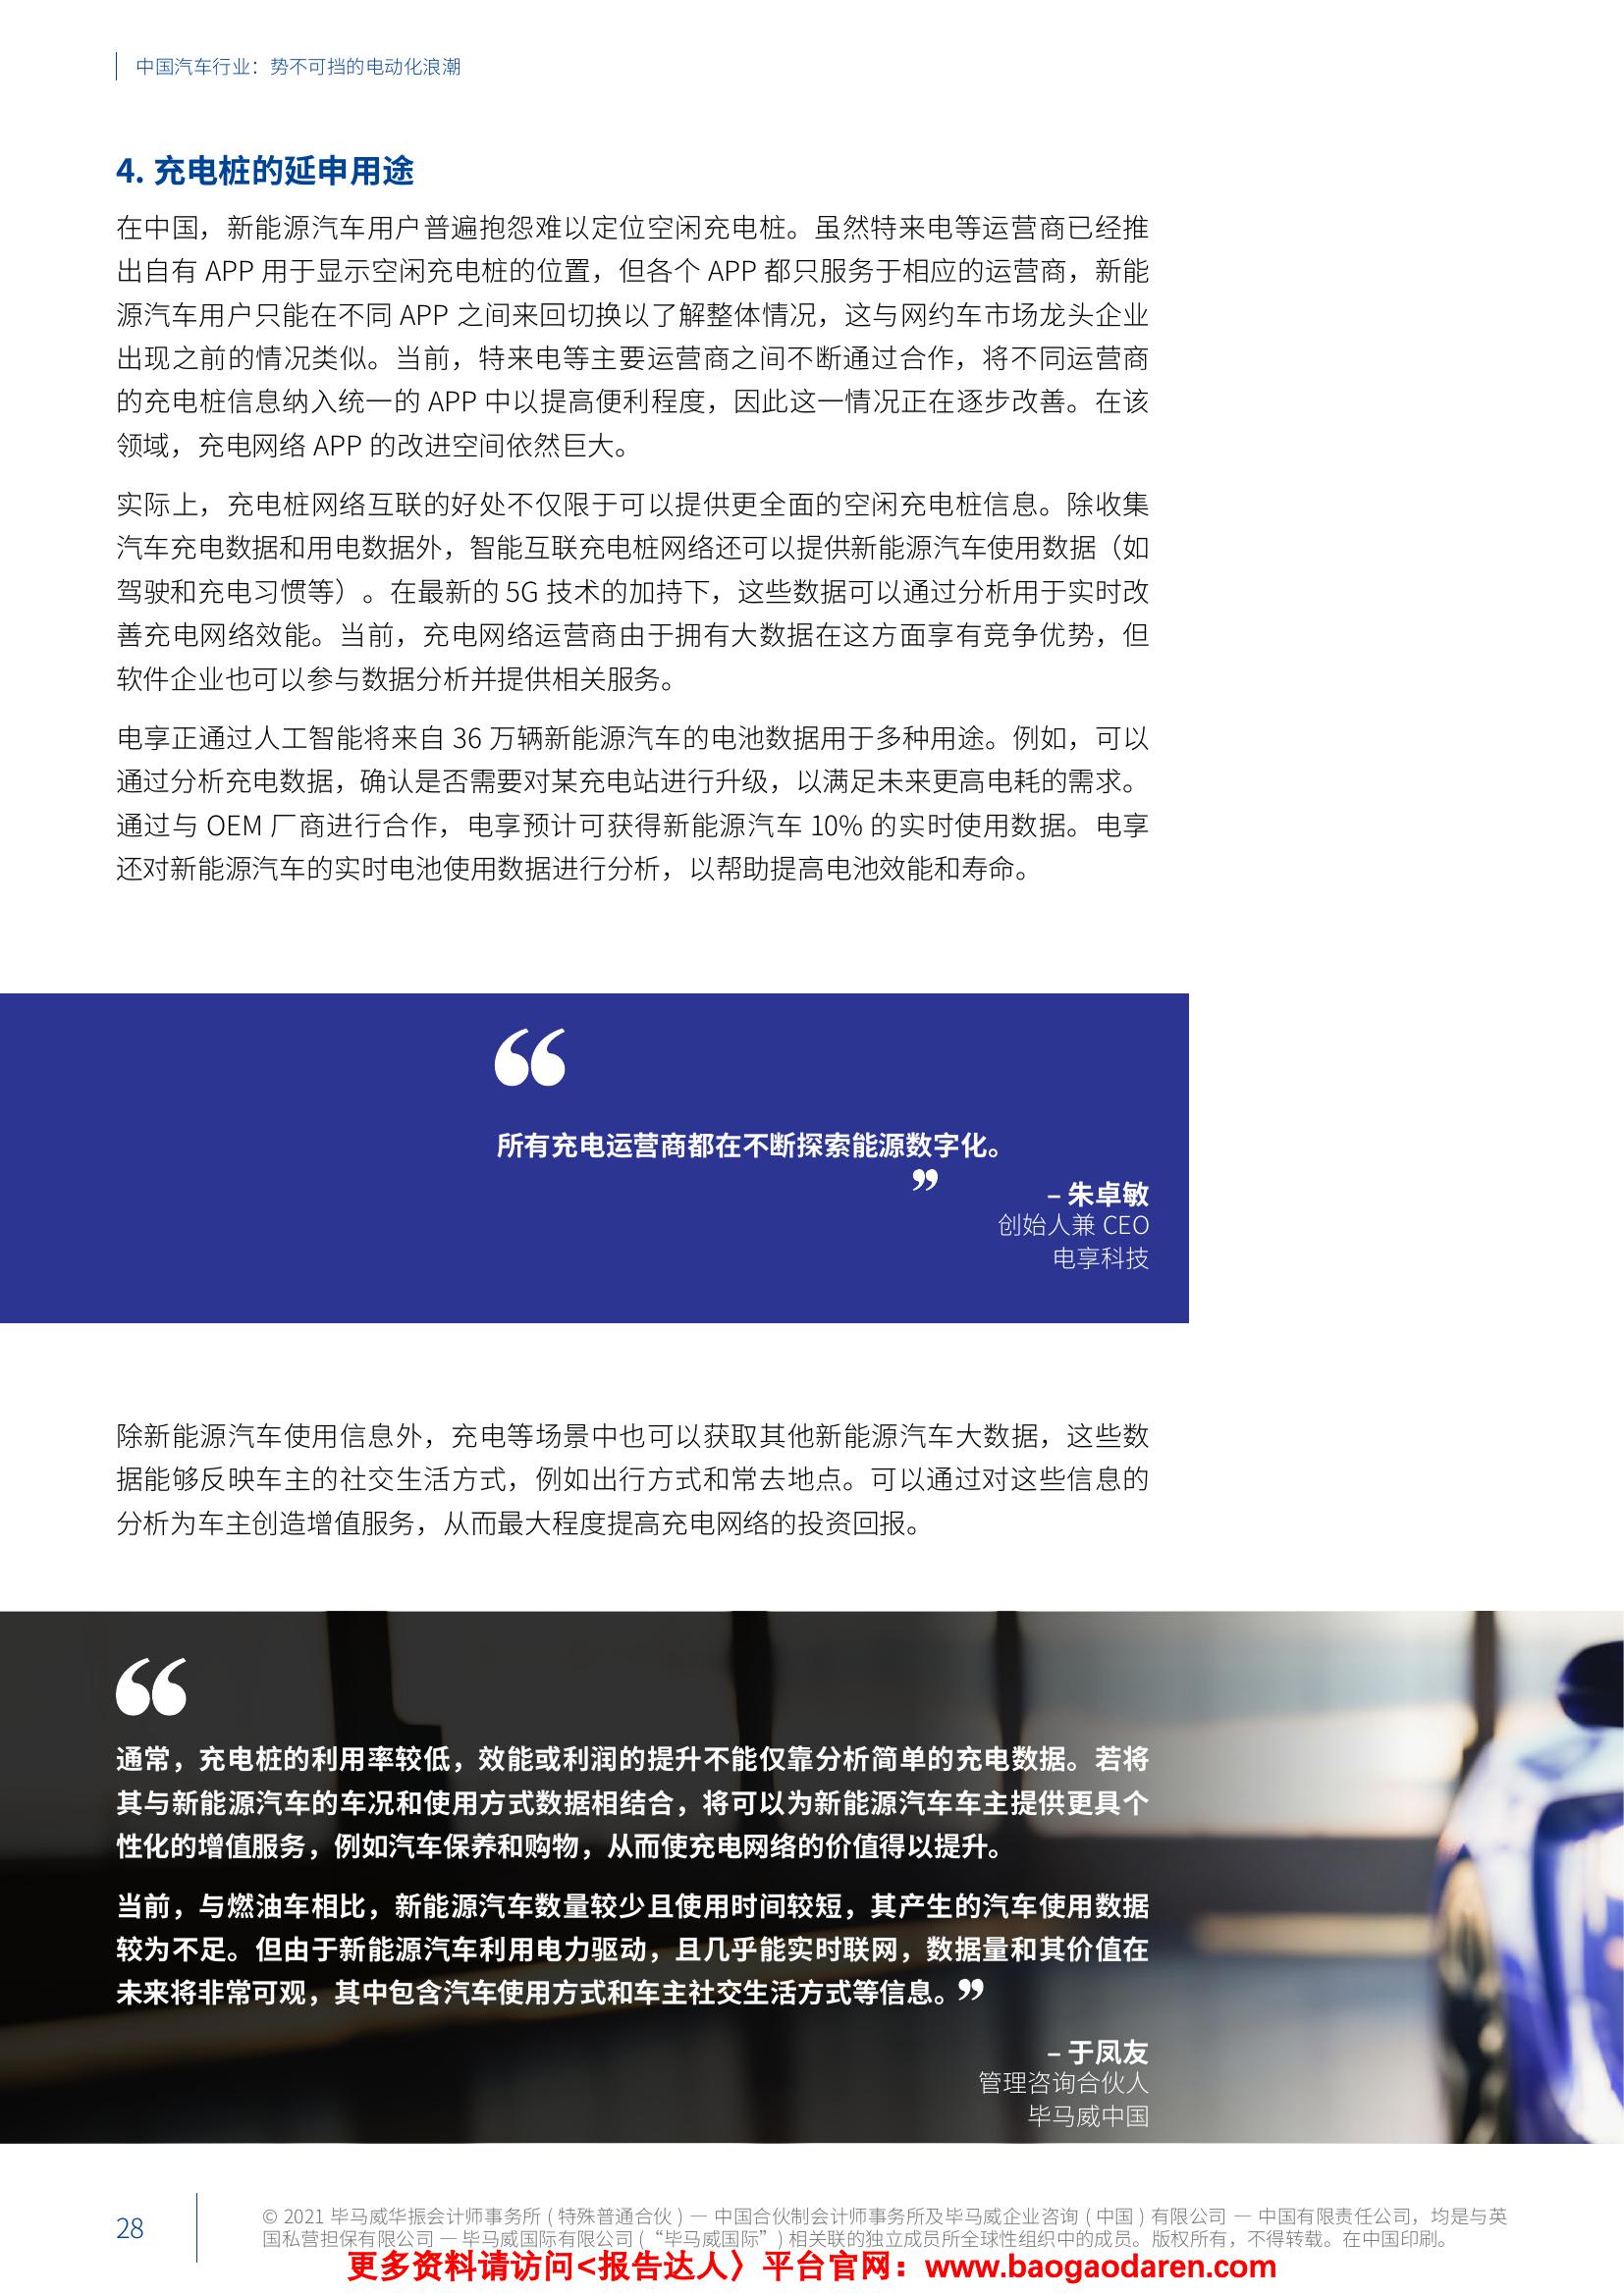 中国汽车行业：势不可挡的电动化浪潮
4. 充电桩的延申用途
在中国，新能源汽车用户普遍抱怨难以定位空闲充电桩。虽然特来电等运营商已经推
出自有 APP 用于显示空闲充电桩的位置，但各个 APP 都只服务于相应的运营商，新能
源汽车用户只能在不同 APP 之间来回切换以了解整体情况，这与网约车市场龙头企业
出现之前的情况类似。当前，特来电等主要运营商之间不断通过合作，将不同运营商
的充电桩信息纳入统一的 APP 中以提高便利程度，因此这一情况正在逐步改善。在该
领域，充电网络 APP 的改进空间依然巨大。
实际上，充电桩网络互联的好处不仅限于可以提供更全面的空闲充电桩信息。除收集
汽车充电数据和用电数据外，智能互联充电桩网络还可以提供新能源汽车使用数据（如
驾驶和充电习惯等）。在最新的 5G 技术的加持下，这些数据可以通过分析用于实时改
善充电网络效能。当前，充电网络运营商由于拥有大数据在这方面享有竞争优势，但
软件企业也可以参与数据分析并提供相关服务。
电享正通过人工智能将来自 36 万辆新能源汽车的电池数据用于多种用途。例如，可以
通过分析充电数据，确认是否需要对某充电站进行升级，以满足未来更高电耗的需求。
通过与 OEM 厂商进行合作，电享预计可获得新能源汽车 10% 的实时使用数据。电享
还对新能源汽车的实时电池使用数据进行分析，以帮助提高电池效能和寿命。
“
所有充电运营商都在不断探索能源数字化。
”
– 朱卓敏
创始人兼 CEO
电享科技
除新能源汽车使用信息外，充电等场景中也可以获取其他新能源汽车大数据，这些数
据能够反映车主的社交生活方式，例如出行方式和常去地点。可以通过对这些信息的
分析为车主创造增值服务，从而最大程度提高充电网络的投资回报。
“
通常，充电桩的利用率较低，效能或利润的提升不能仅靠分析简单的充电数据。若将
其与新能源汽车的车况和使用方式数据相结合，将可以为新能源汽车车主提供更具个
性化的增值服务，例如汽车保养和购物，从而使充电网络的价值得以提升。
当前，与燃油车相比，新能源汽车数量较少且使用时间较短，其产生的汽车使用数据
较为不足。但由于新能源汽车利用电力驱动，且几乎能实时联网，数据量和其价值在
未来将非常可观，其中包含汽车使用方式和车主社交生活方式等信息。”
– 于凤友
管理咨询合伙人
毕马威中国
28
© 2021 毕马威华振会计师事务所 ( 特殊普通合伙 ) — 中国合伙制会计师事务所及毕马威企业咨询 ( 中国 ) 有限公司 — 中国有限责任公司，均是与英
国私营担保有限公司 — 毕马威国际有限公司 (“毕马威国际”) 相关联的独立成员所全球性组织中的成员。版权所有，不得转载。在中国印刷。
更多资料请访问<报告达人〉平台官网：www.baogaodaren.com